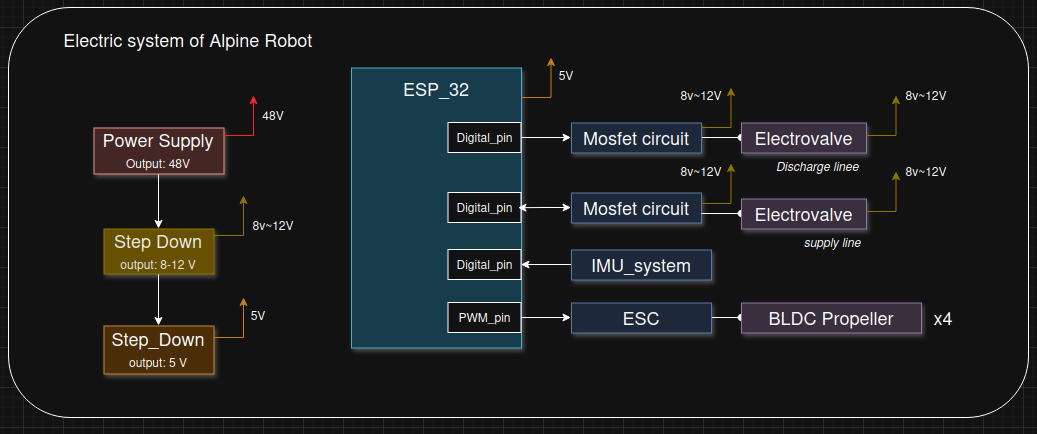 Electric system of Alpine Robot
48V
Power Supply
Output: 48V
8v~12V
Step Down
output: 8-12 V
5V
Step_Down
output: 5 V
ESP_32
5V
Digital_pin
Mosfet circuit
8v~12V
Electrovalve
8v~12V
Discharge linee
Digital_pin
Mosfet circuit
8v~12V
Electrovalve
8v~12V
supply line
Digital_pin
IMU_system
PWM_pin
ESC
BLDC Propeller
x4